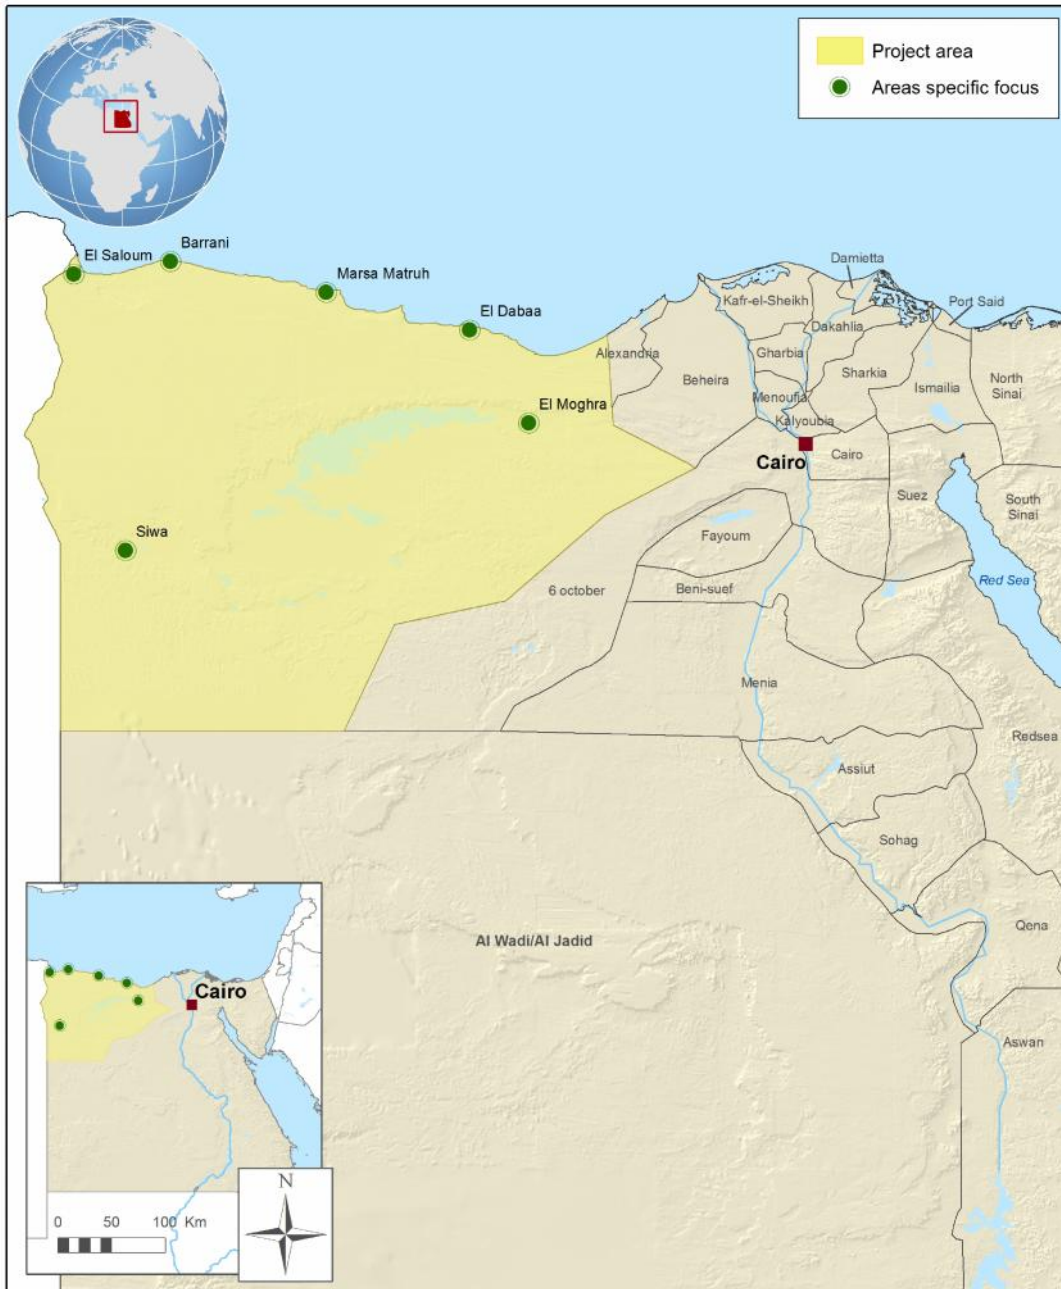 Project area
Areas specific focus
El Saloum
Barrani
Marsa Matruh
El Dabaa
El Moghra
Siwa
Damietta
Kafr-el-Sheikh
Port Said
Dakahlia
Alexandria
Gharbia
Beheira
Sharkia
Ismailia
North
Sinai
Menoufia
Kalyoubia
Cairo
Cairo
Suez
South
Sinai
Fayoum
Red Sea
6 october
Beni-suef
Menia
Redsea
Assiut
Sohag
Qena
Al Wadi/Al Jadid
Aswan
Cairo
N
0 50 100 Km